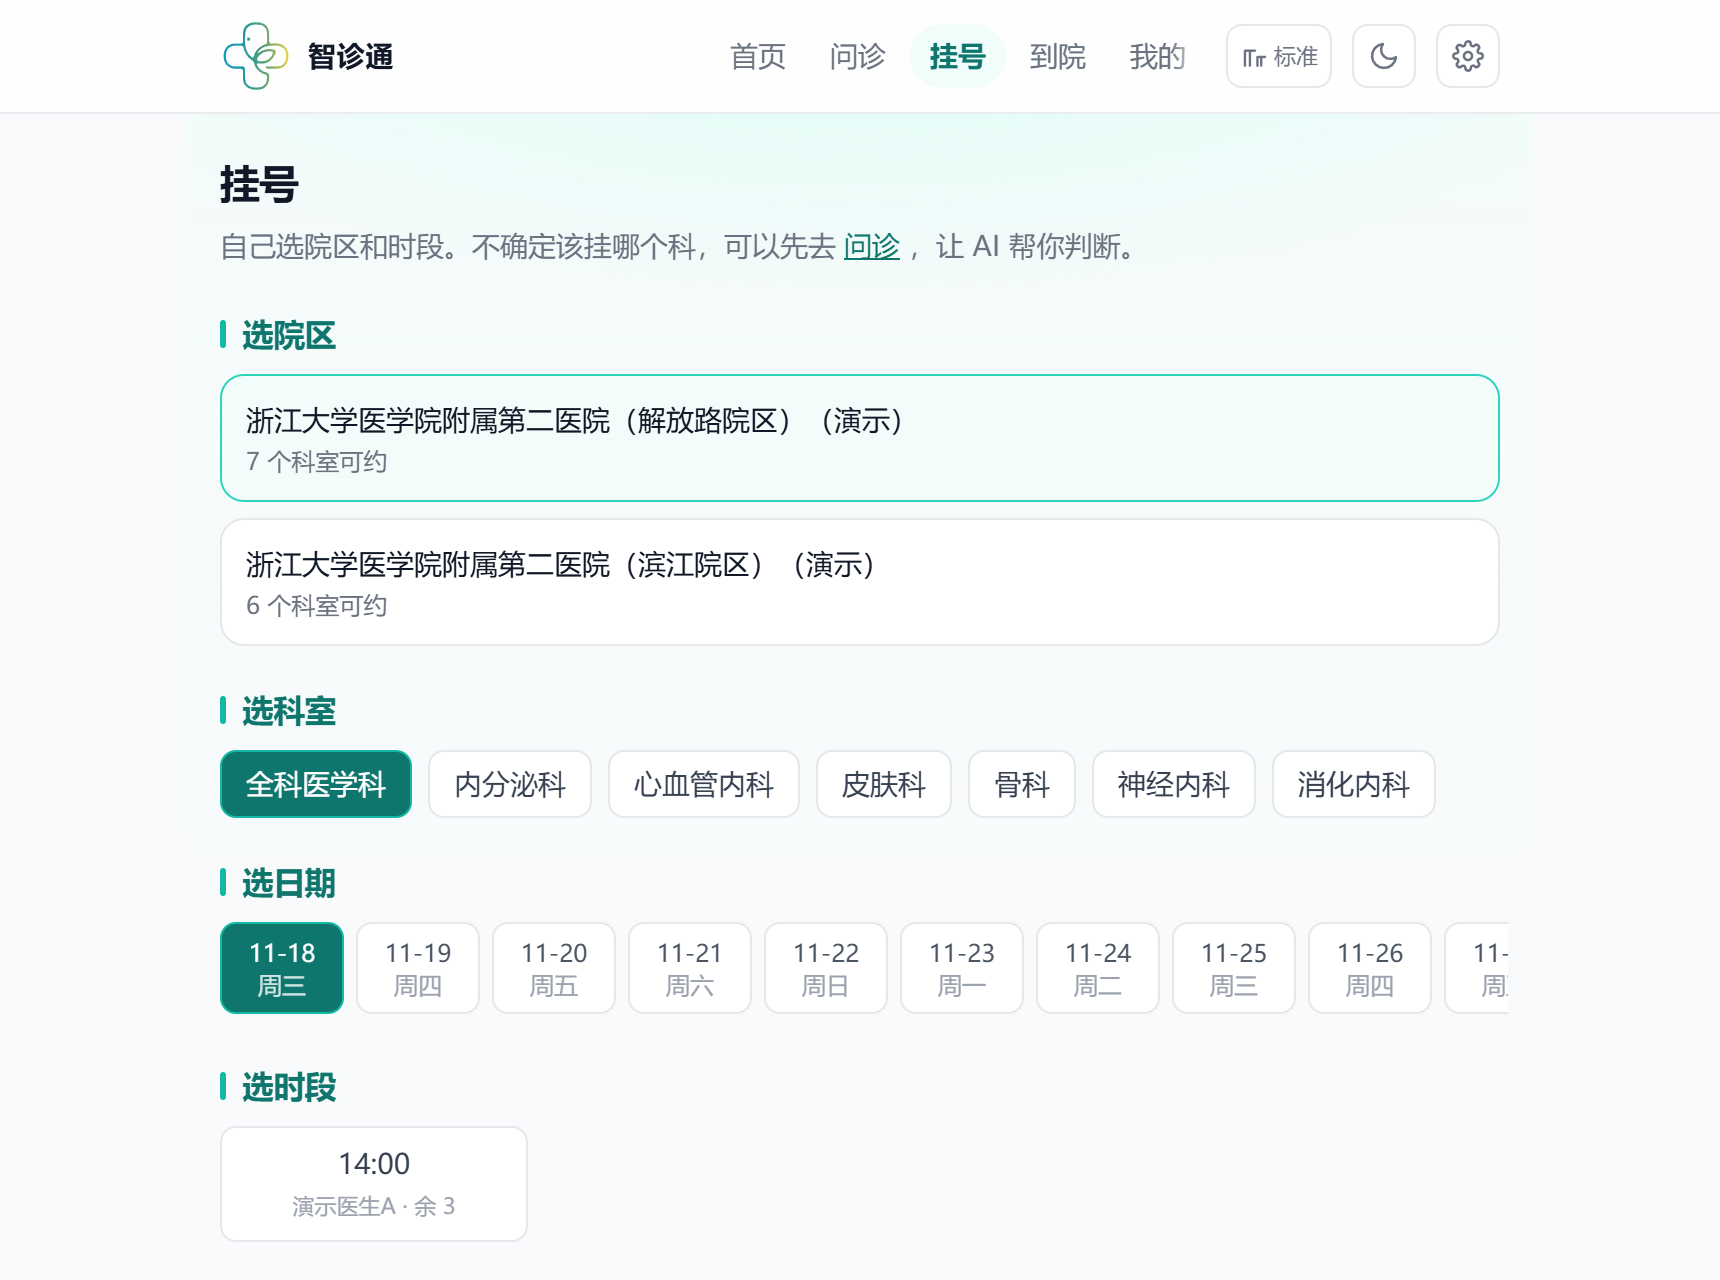 智诊通
首页 问诊 挂号 到院 我的 标准
挂号
自己选院区和时段。不确定该挂哪个科，可以先去 问诊 ，让 AI 帮你判断。
选院区
浙江大学医学院附属第二医院（解放路院区）（演示）
7 个科室可约
浙江大学医学院附属第二医院（滨江院区）（演示）
6 个科室可约
选科室
全科医学科 内分泌科 心血管内科 皮肤科 骨科 神经内科 消化内科
选日期
11-18 11-19 11-20 11-21 11-22 11-23 11-24 11-25 11-26 11-
周三 周四 周五 周六 周日 周一 周二 周三 周四 周
选时段
14:00
演示医生A · 余 3